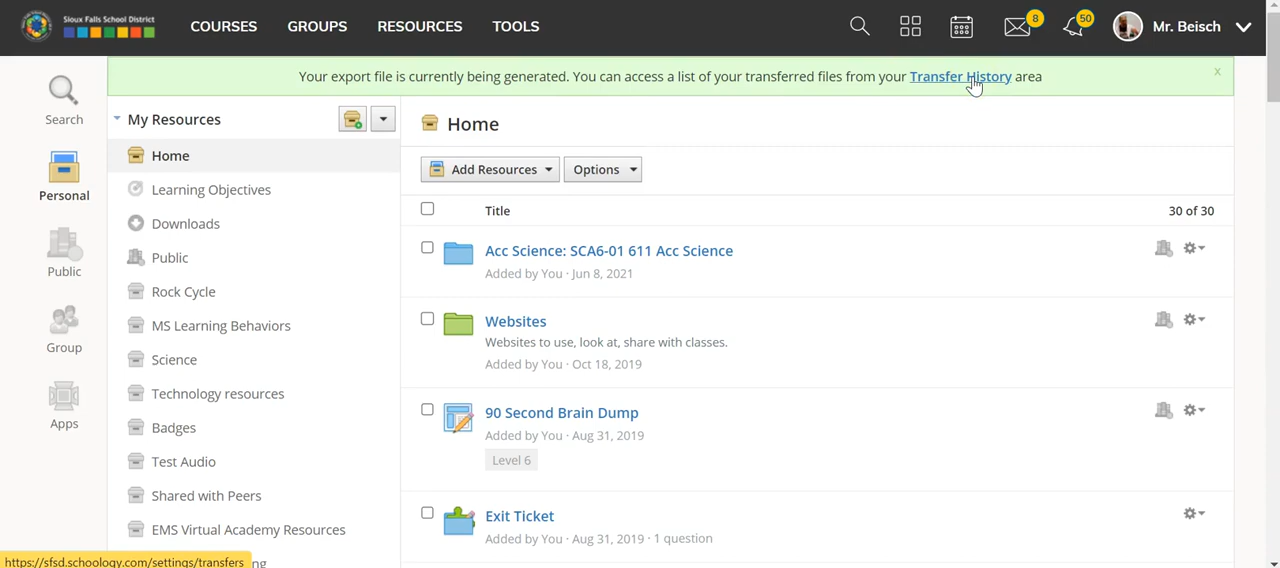 Sioux Falls School District
COURSES GROUPS RESOURCES TOOLS
8
50
Mr. Beisch
Your export file is currently being generated. You can access a list of your transferred files from your Transfer History area
x
Search
Personal
Public
Group
Apps
My Resources
Home
Learning Objectives
Downloads
Public
Rock Cycle
MS Learning Behaviors
Science
Technology resources
Badges
Test Audio
Shared with Peers
EMS Virtual Academy Resources
Home
Add Resources Options
Title 30 of 30
Acc Science: SCA6-01 611 Acc Science
Added by You · Jun 8, 2021
Websites
Websites to use, look at, share with classes.
Added by You · Oct 18, 2019
90 Second Brain Dump
Added by You · Aug 31, 2019
Level 6
Exit Ticket
Added by You · Aug 31, 2019 · 1 question
https://sfsd.schoology.com/settings/transfers